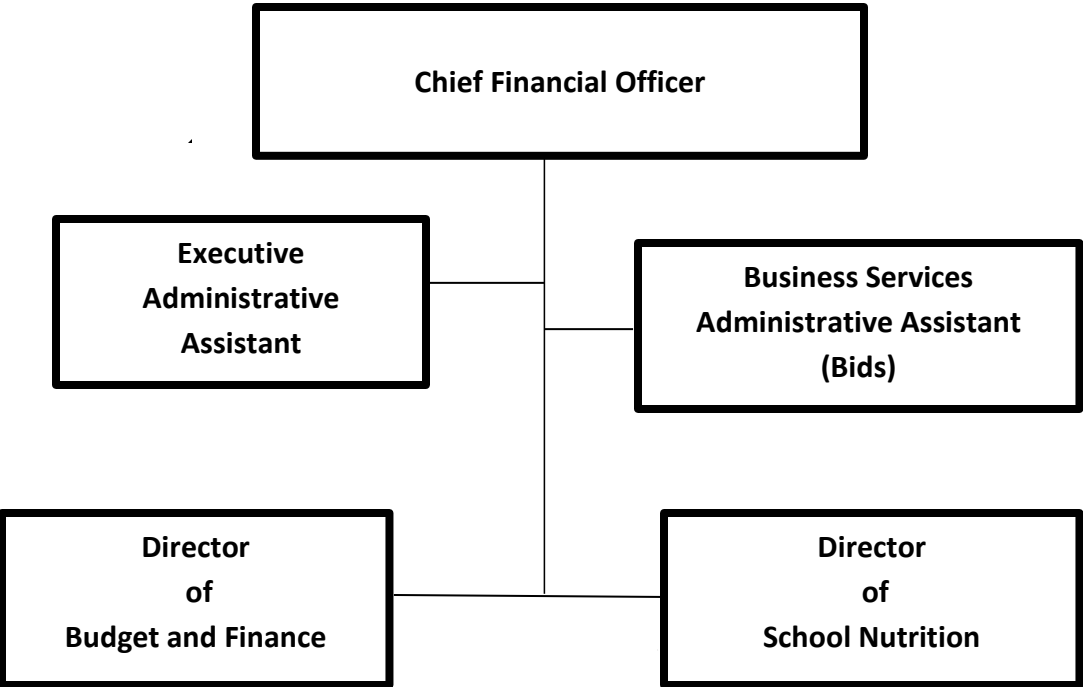 Chief Financial Officer
Executive
Administrative
Assistant
Business Services
Administrative Assistant
(Bids)
Director
of
Budget and Finance
Director
of
School Nutrition